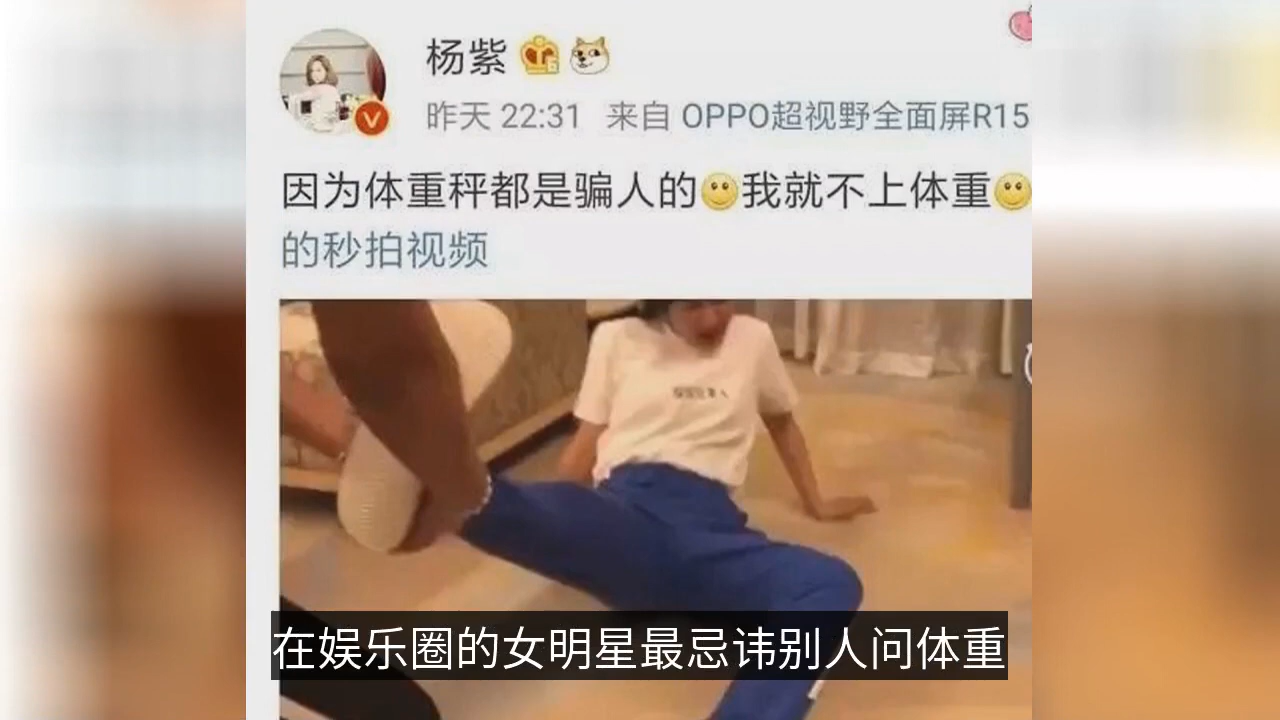 杨紫
昨天 22:31 来自 OPPO超视野全面屏R15
因为体重秤都是骗人的我就不上体重
的秒拍视频
在娱乐圈的女明星最忌讳别人问体重